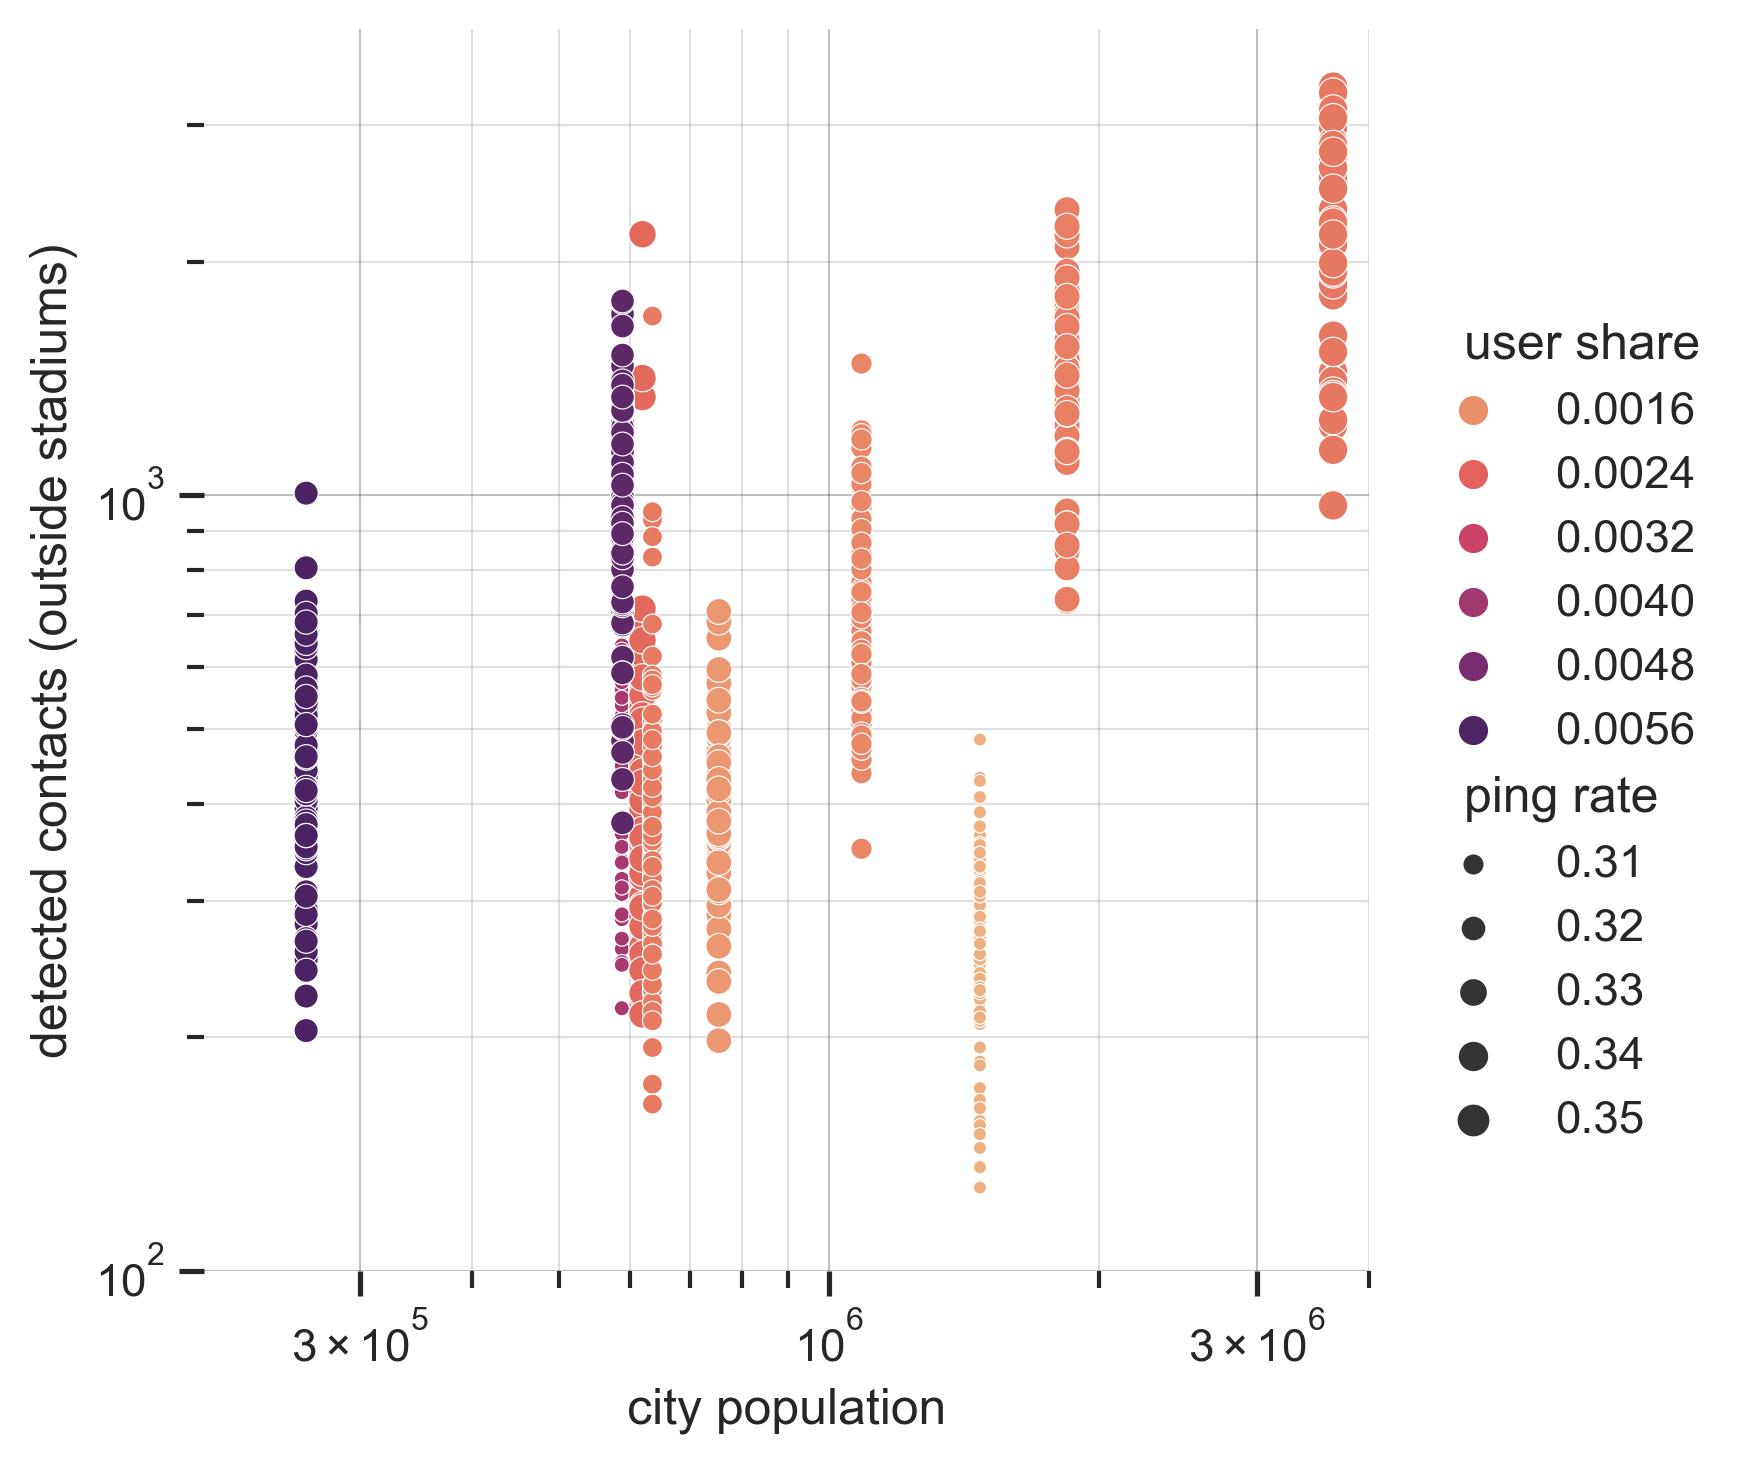 detected contacts (outside stadiums)
10³
10²
3 × 10⁵
10⁶
3 × 10⁶
city population
user share
0.0016
0.0024
0.0032
0.0040
0.0048
0.0056
ping rate
0.31
0.32
0.33
0.34
0.35